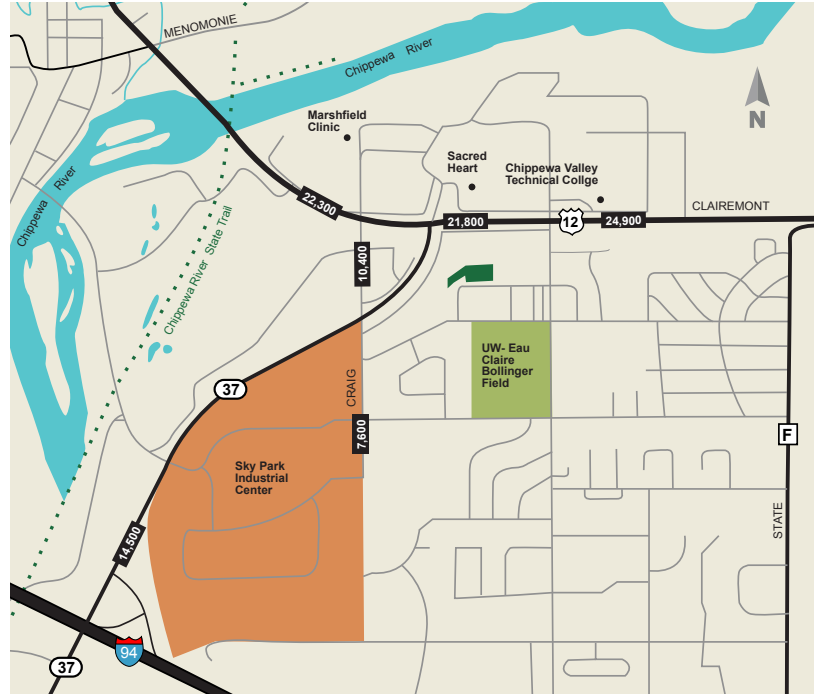 MENOMONIE
Chippewa River
Marshfield
Clinic
N
Sacred
Heart
Chippewa Valley
Technical Collge
Chippewa River
22,300
CLAIREMONT
21,800
12
24,900
Chippewa River State Trail
10,400
UW- Eau
Claire
Bollinger
Field
37
CRAIG
7,600
F
Sky Park
Industrial
Center
STATE
14,500
94
37